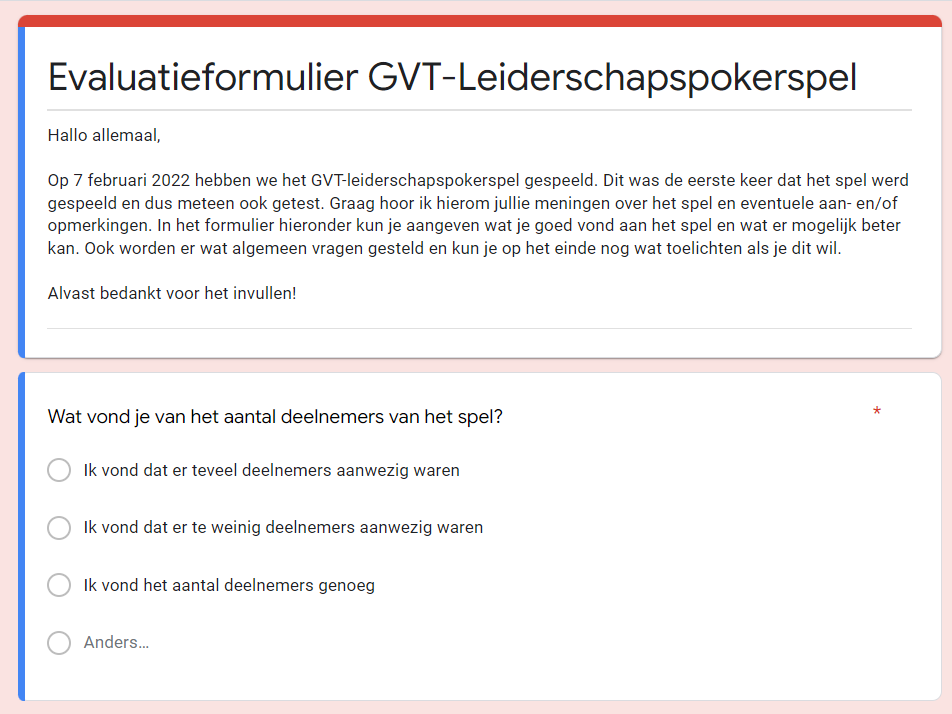 Evaluatieformulier GVT-Leiderschapspokerspel
Hallo allemaal,
Op 7 februari 2022 hebben we het GVT-leiderschapspokerspel gespeeld. Dit was de eerste keer dat het spel werd
gespeeld en dus meteen ook getest. Graag hoor ik hierom jullie meningen over het spel en eventuele aan- en/of
opmerkingen. In het formulier hieronder kun je aangeven wat je goed vond aan het spel en wat er mogelijk beter
kan. Ook worden er wat algemeen vragen gesteld en kun je op het einde nog wat toelichten als je dit wil.
Alvast bedankt voor het invullen!
Wat vond je van het aantal deelnemers van het spel? *
Ik vond dat er teveel deelnemers aanwezig waren
Ik vond dat er te weinig deelnemers aanwezig waren
Ik vond het aantal deelnemers genoeg
Anders...